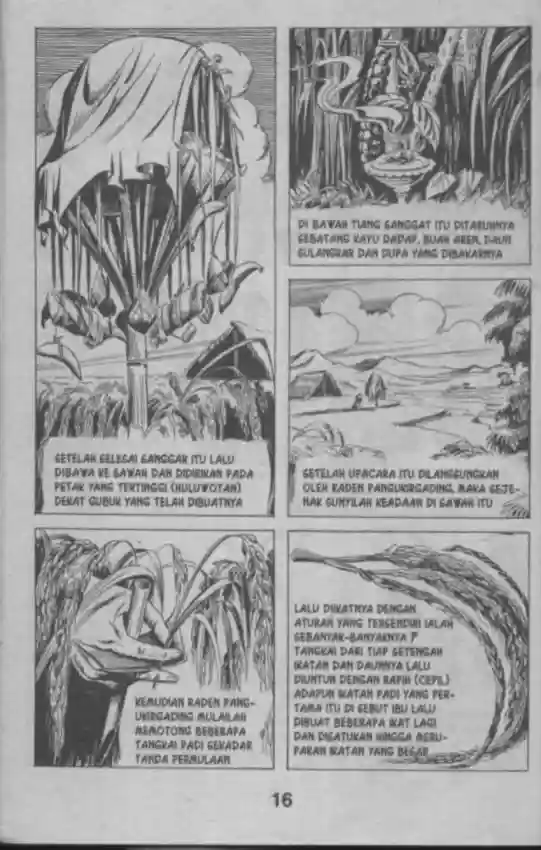 SETELAH SELESAI SANGGAR ITU LALU
DIBAWA KE SAWAH DAN DIDIRIKAN PADA
PETAK YANG TERTINGGI (HULUWOTAN)
DEKAT GUBUK YANG TELAH DIBUATNYA
DI BAWAH TIANG SANGGAT ITU DITARUHNYA
SEBATANG KAYU DADAP, BUAH AREN, DAUN
SULANGKAR DAN DUPA YANG DIBAKARNYA
SETELAH UPACARA ITU DILANGSUNGKAN
OLEH RADEN PANGUKIRGADING, MAKA SEJE-
NAK SUNYILAH KEADAAN DI SAWAH ITU
KEMUDIAN RADEN PANG-
UKIRGADING MULAILAH
MEMOTONG BEBERAPA
TANGKAI PADI SEKADAR
TANDA PERMULAAN
LALU DIIKATNYA DENGAN
ATURAN YANG TERSENDIRI IALAH
SEBANYAK-BANYAKNYA 7
TANGKAI DARI TIAP SETENGAH
IKATAN DAN DAUNNYA LALU
DIUNTUN DENGAN RAPIH (CEPIL)
ADAPUN IKATAN PADI YANG PER-
TAMA ITU DI SEBUT IBU LALU
DIBUAT BEBERAPA IKAT LAGI
DAN DISATUKAN HINGGA MERU-
PAKAN IKATAN YANG BESAR
16